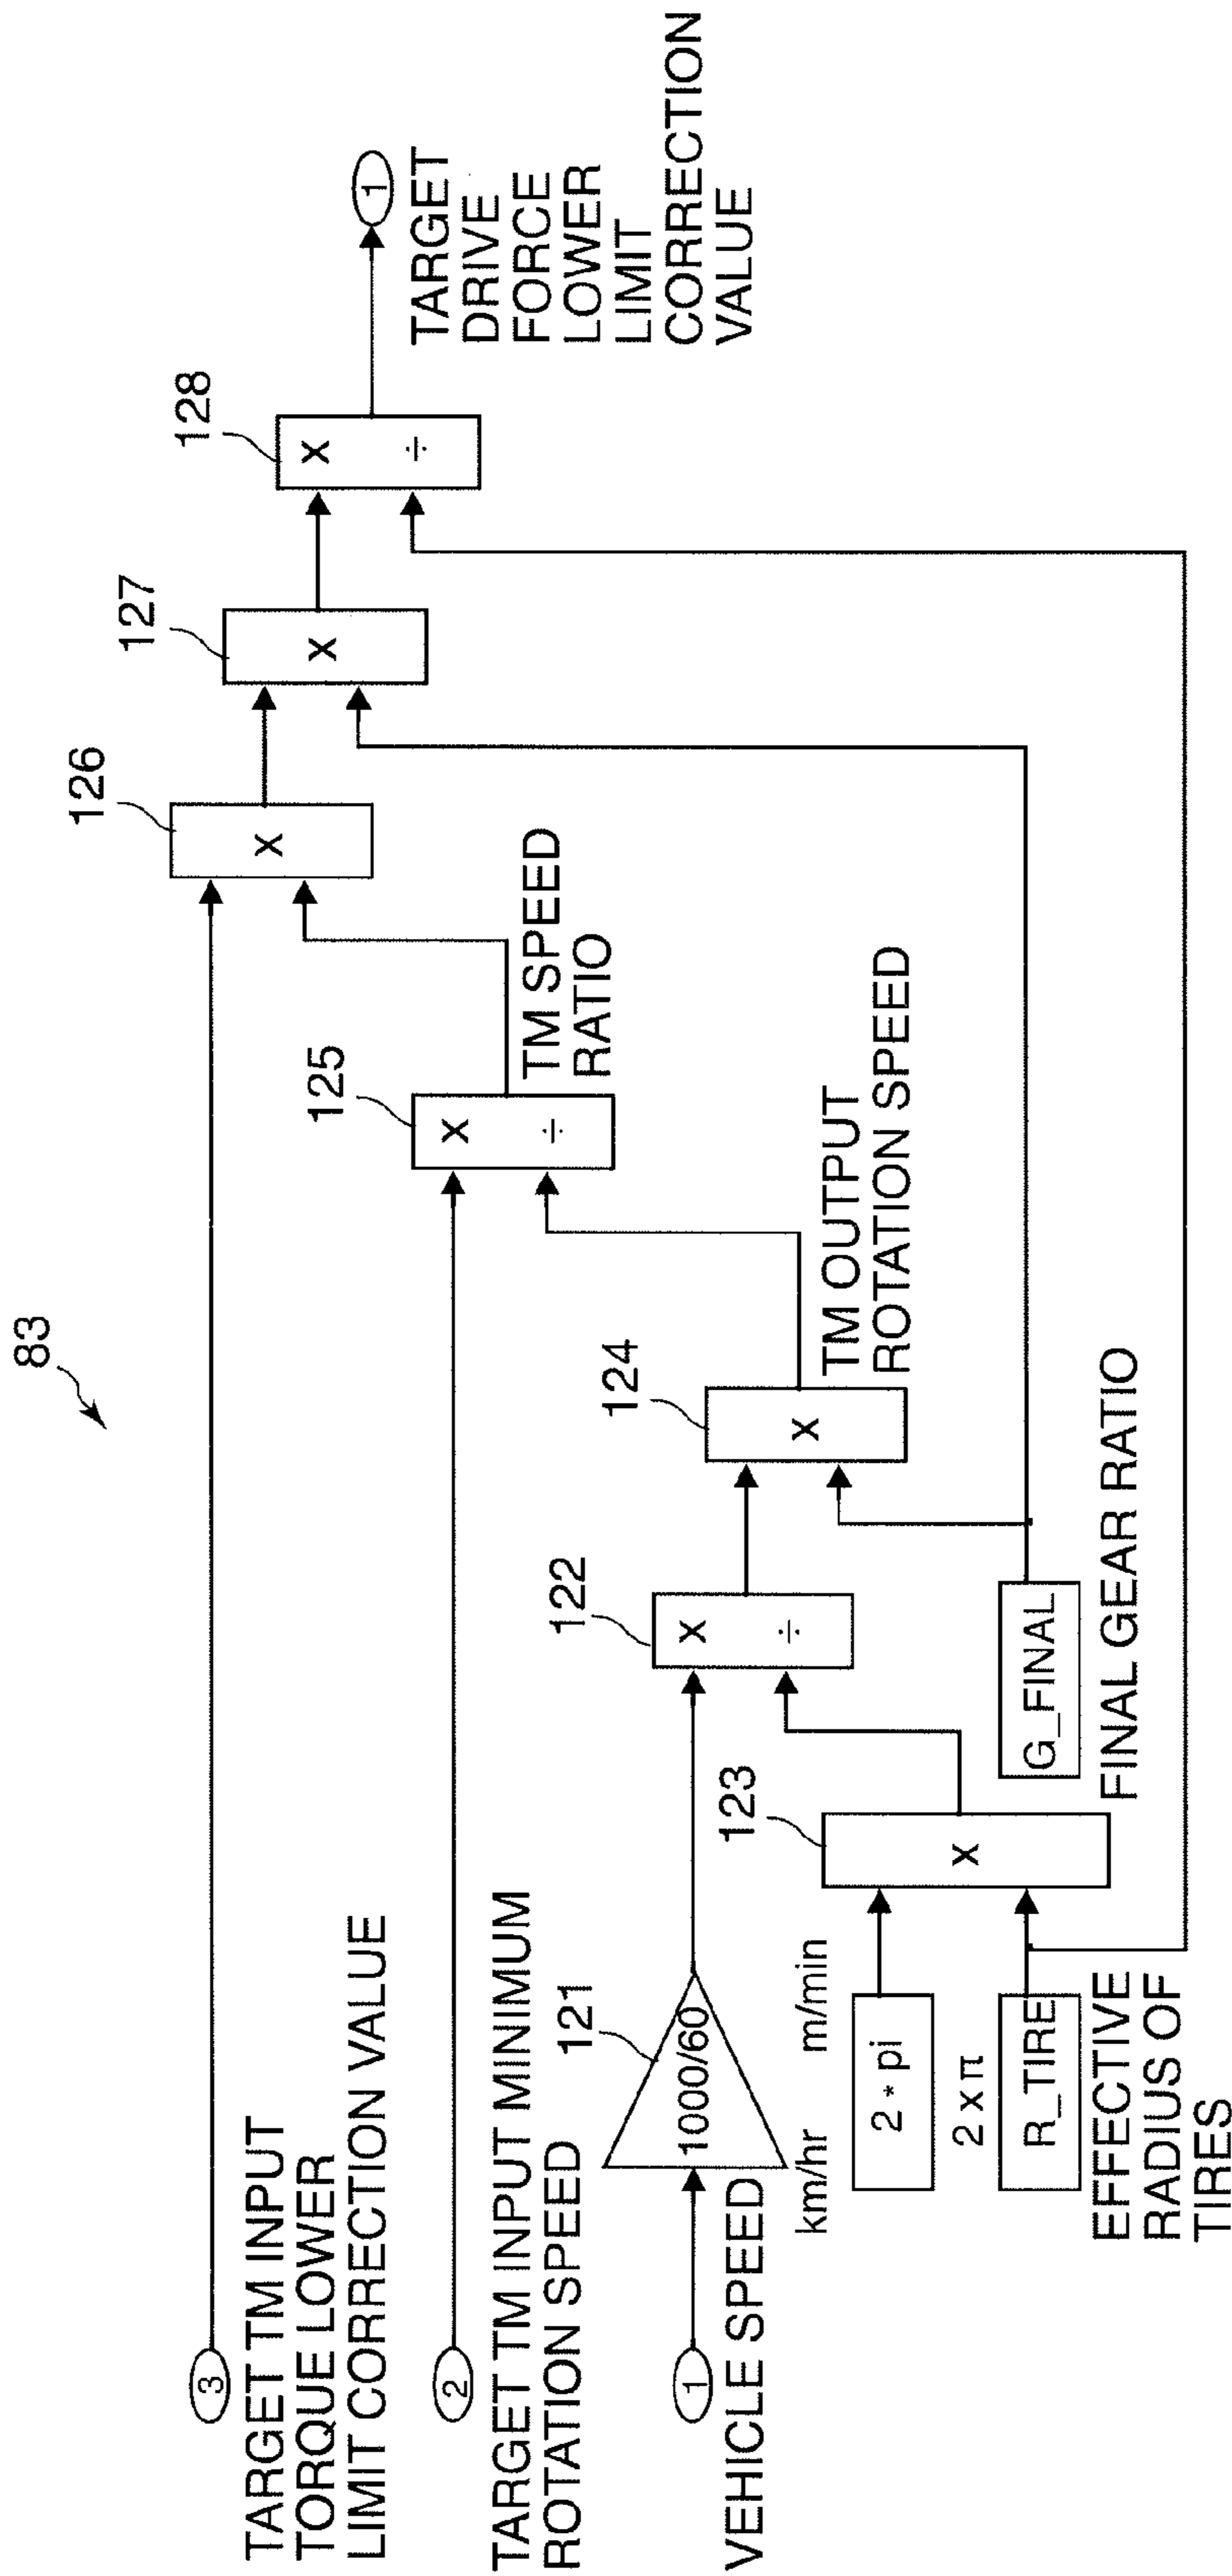 83
3
TARGET TM INPUT
TORQUE LOWER
LIMIT CORRECTION VALUE
2
TARGET TM INPUT MINIMUM
ROTATION SPEED
1
VEHICLE SPEED
121
1000/60
km/hr
m/min
2 * pi
2 x π
R_TIRE
EFFECTIVE
RADIUS OF
TIRES
123
X
122
X
÷
G_FINAL
FINAL GEAR RATIO
124
X
TM OUTPUT
ROTATION SPEED
125
X
÷
TM SPEED
RATIO
126
X
127
X
128
X
÷
1
TARGET
DRIVE
FORCE
LOWER
LIMIT
CORRECTION
VALUE